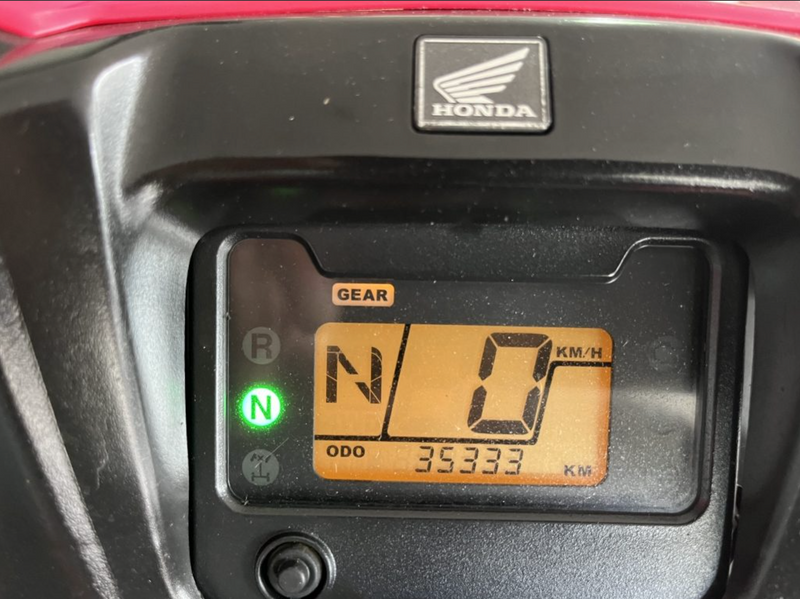 HONDA
GEAR
R
N
N
0 KM/H
ODO 35333 KM